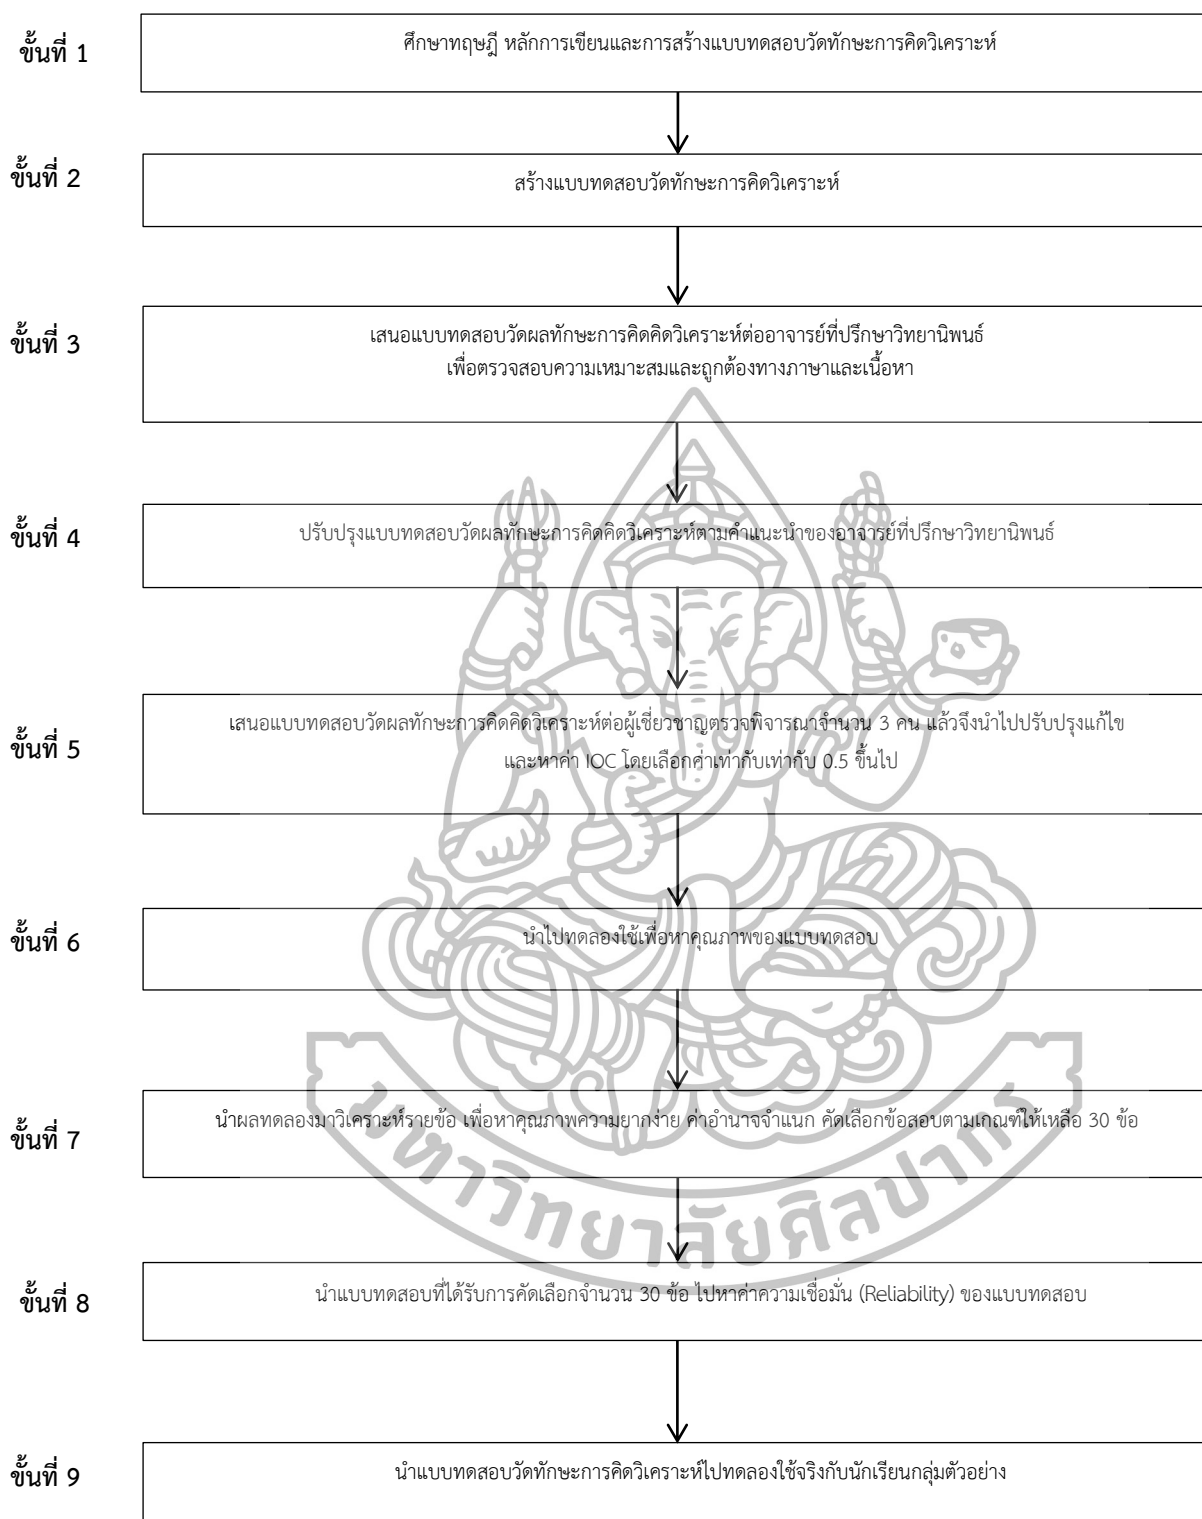 ขั้นที่ 1
ศึกษาทฤษฎี หลักการเขียนและการสร้างแบบทดสอบวัดทักษะการคิดวิเคราะห์
ขั้นที่ 2
สร้างแบบทดสอบวัดทักษะการคิดวิเคราะห์
ขั้นที่ 3
เสนอแบบทดสอบวัดผลทักษะการคิดคิดวิเคราะห์ต่ออาจารย์ที่ปรึกษาวิทยานิพนธ์
เพื่อตรวจสอบความเหมาะสมและถูกต้องทางภาษาและเนื้อหา
ขั้นที่ 4
ปรับปรุงแบบทดสอบวัดผลทักษะการคิดคิดวิเคราะห์ตามคำแนะนำของอาจารย์ที่ปรึกษาวิทยานิพนธ์
ขั้นที่ 5
เสนอแบบทดสอบวัดผลทักษะการคิดคิดวิเคราะห์ต่อผู้เชี่ยวชาญตรวจพิจารณาจำนวน 3 คน แล้วจึงนำไปปรับปรุงแก้ไข
และหาค่า IOC โดยเลือกค่าเท่ากับเท่ากับ 0.5 ขึ้นไป
ขั้นที่ 6
นำไปทดลองใช้เพื่อหาคุณภาพของแบบทดสอบ
ขั้นที่ 7
นำผลทดลองมาวิเคราะห์รายข้อ เพื่อหาคุณภาพความยากง่าย ค่าอำนาจจำแนก คัดเลือกข้อสอบตามเกณฑ์ให้เหลือ 30 ข้อ
มหาวิทยาลัยศิลปากร
ขั้นที่ 8
นำแบบทดสอบที่ได้รับการคัดเลือกจำนวน 30 ข้อ ไปหาค่าความเชื่อมั่น (Reliability) ของแบบทดสอบ
ขั้นที่ 9
นำแบบทดสอบวัดทักษะการคิดวิเคราะห์ไปทดลองใช้จริงกับนักเรียนกลุ่มตัวอย่าง